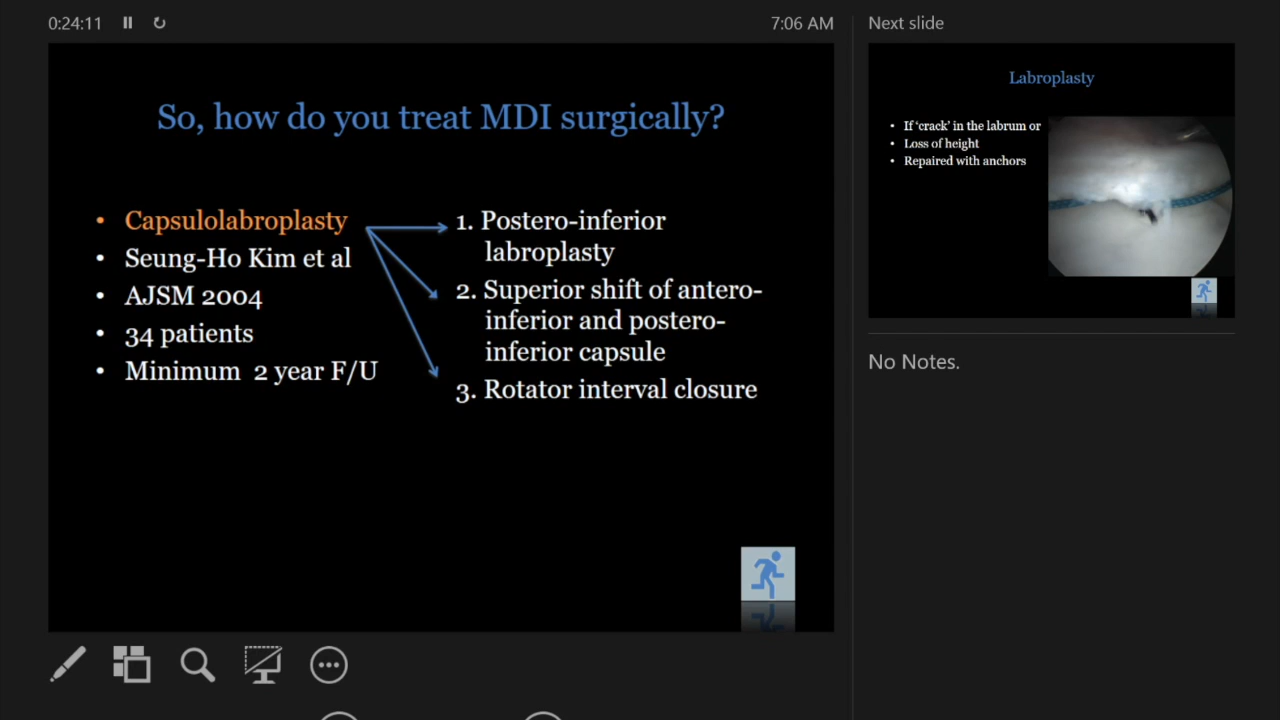 0:24:11
7:06 AM
Next slide
So, how do you treat MDI surgically?
• Capsulolabroplasty
• Seung-Ho Kim et al
• AJSM 2004
• 34 patients
• Minimum 2 year F/U
1. Postero-inferior
labroplasty
2. Superior shift of antero-
inferior and postero-
inferior capsule
3. Rotator interval closure
Labroplasty
• If ‘crack’ in the labrum or
• Loss of height
• Repaired with anchors
No Notes.